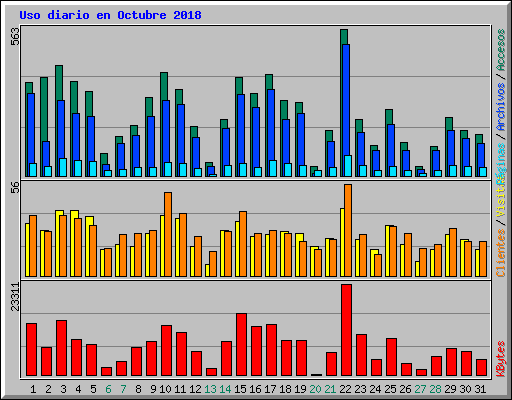 Uso diario en Octubre 2018
563
56
23311
Accesos / Archivos / Páginas
Visitas / Clientes
KBytes
1 2 3 4 5 6 7 8 9 10 11 12 13 14 15 16 17 18 19 20 21 22 23 24 25 26 27 28 29 30 31